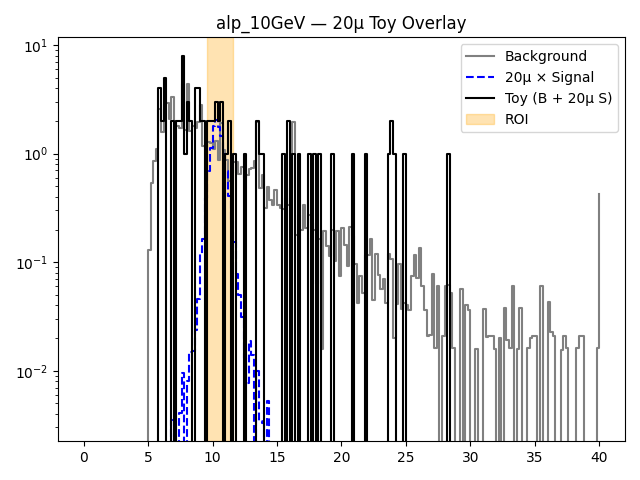 alp_10GeV — 20μ Toy Overlay
Background
20μ × Signal
Toy (B + 20μ S)
ROI
10¹
10⁰
10⁻¹
10⁻²
0 5 10 15 20 25 30 35 40